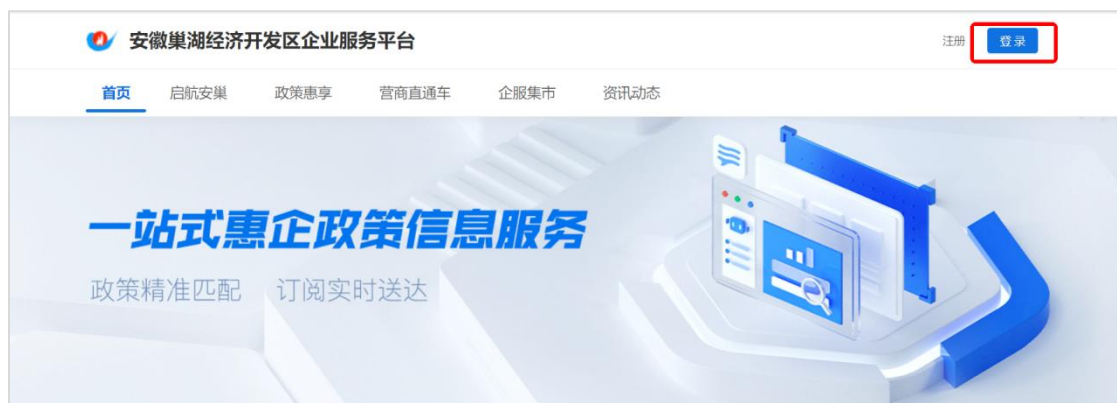 安徽巢湖经济开发区企业服务平台 注册 登录
首页 启航安巢 政策惠享 营商直通车 企服集市 资讯动态
一站式惠企政策信息服务
政策精准匹配 订阅实时送达